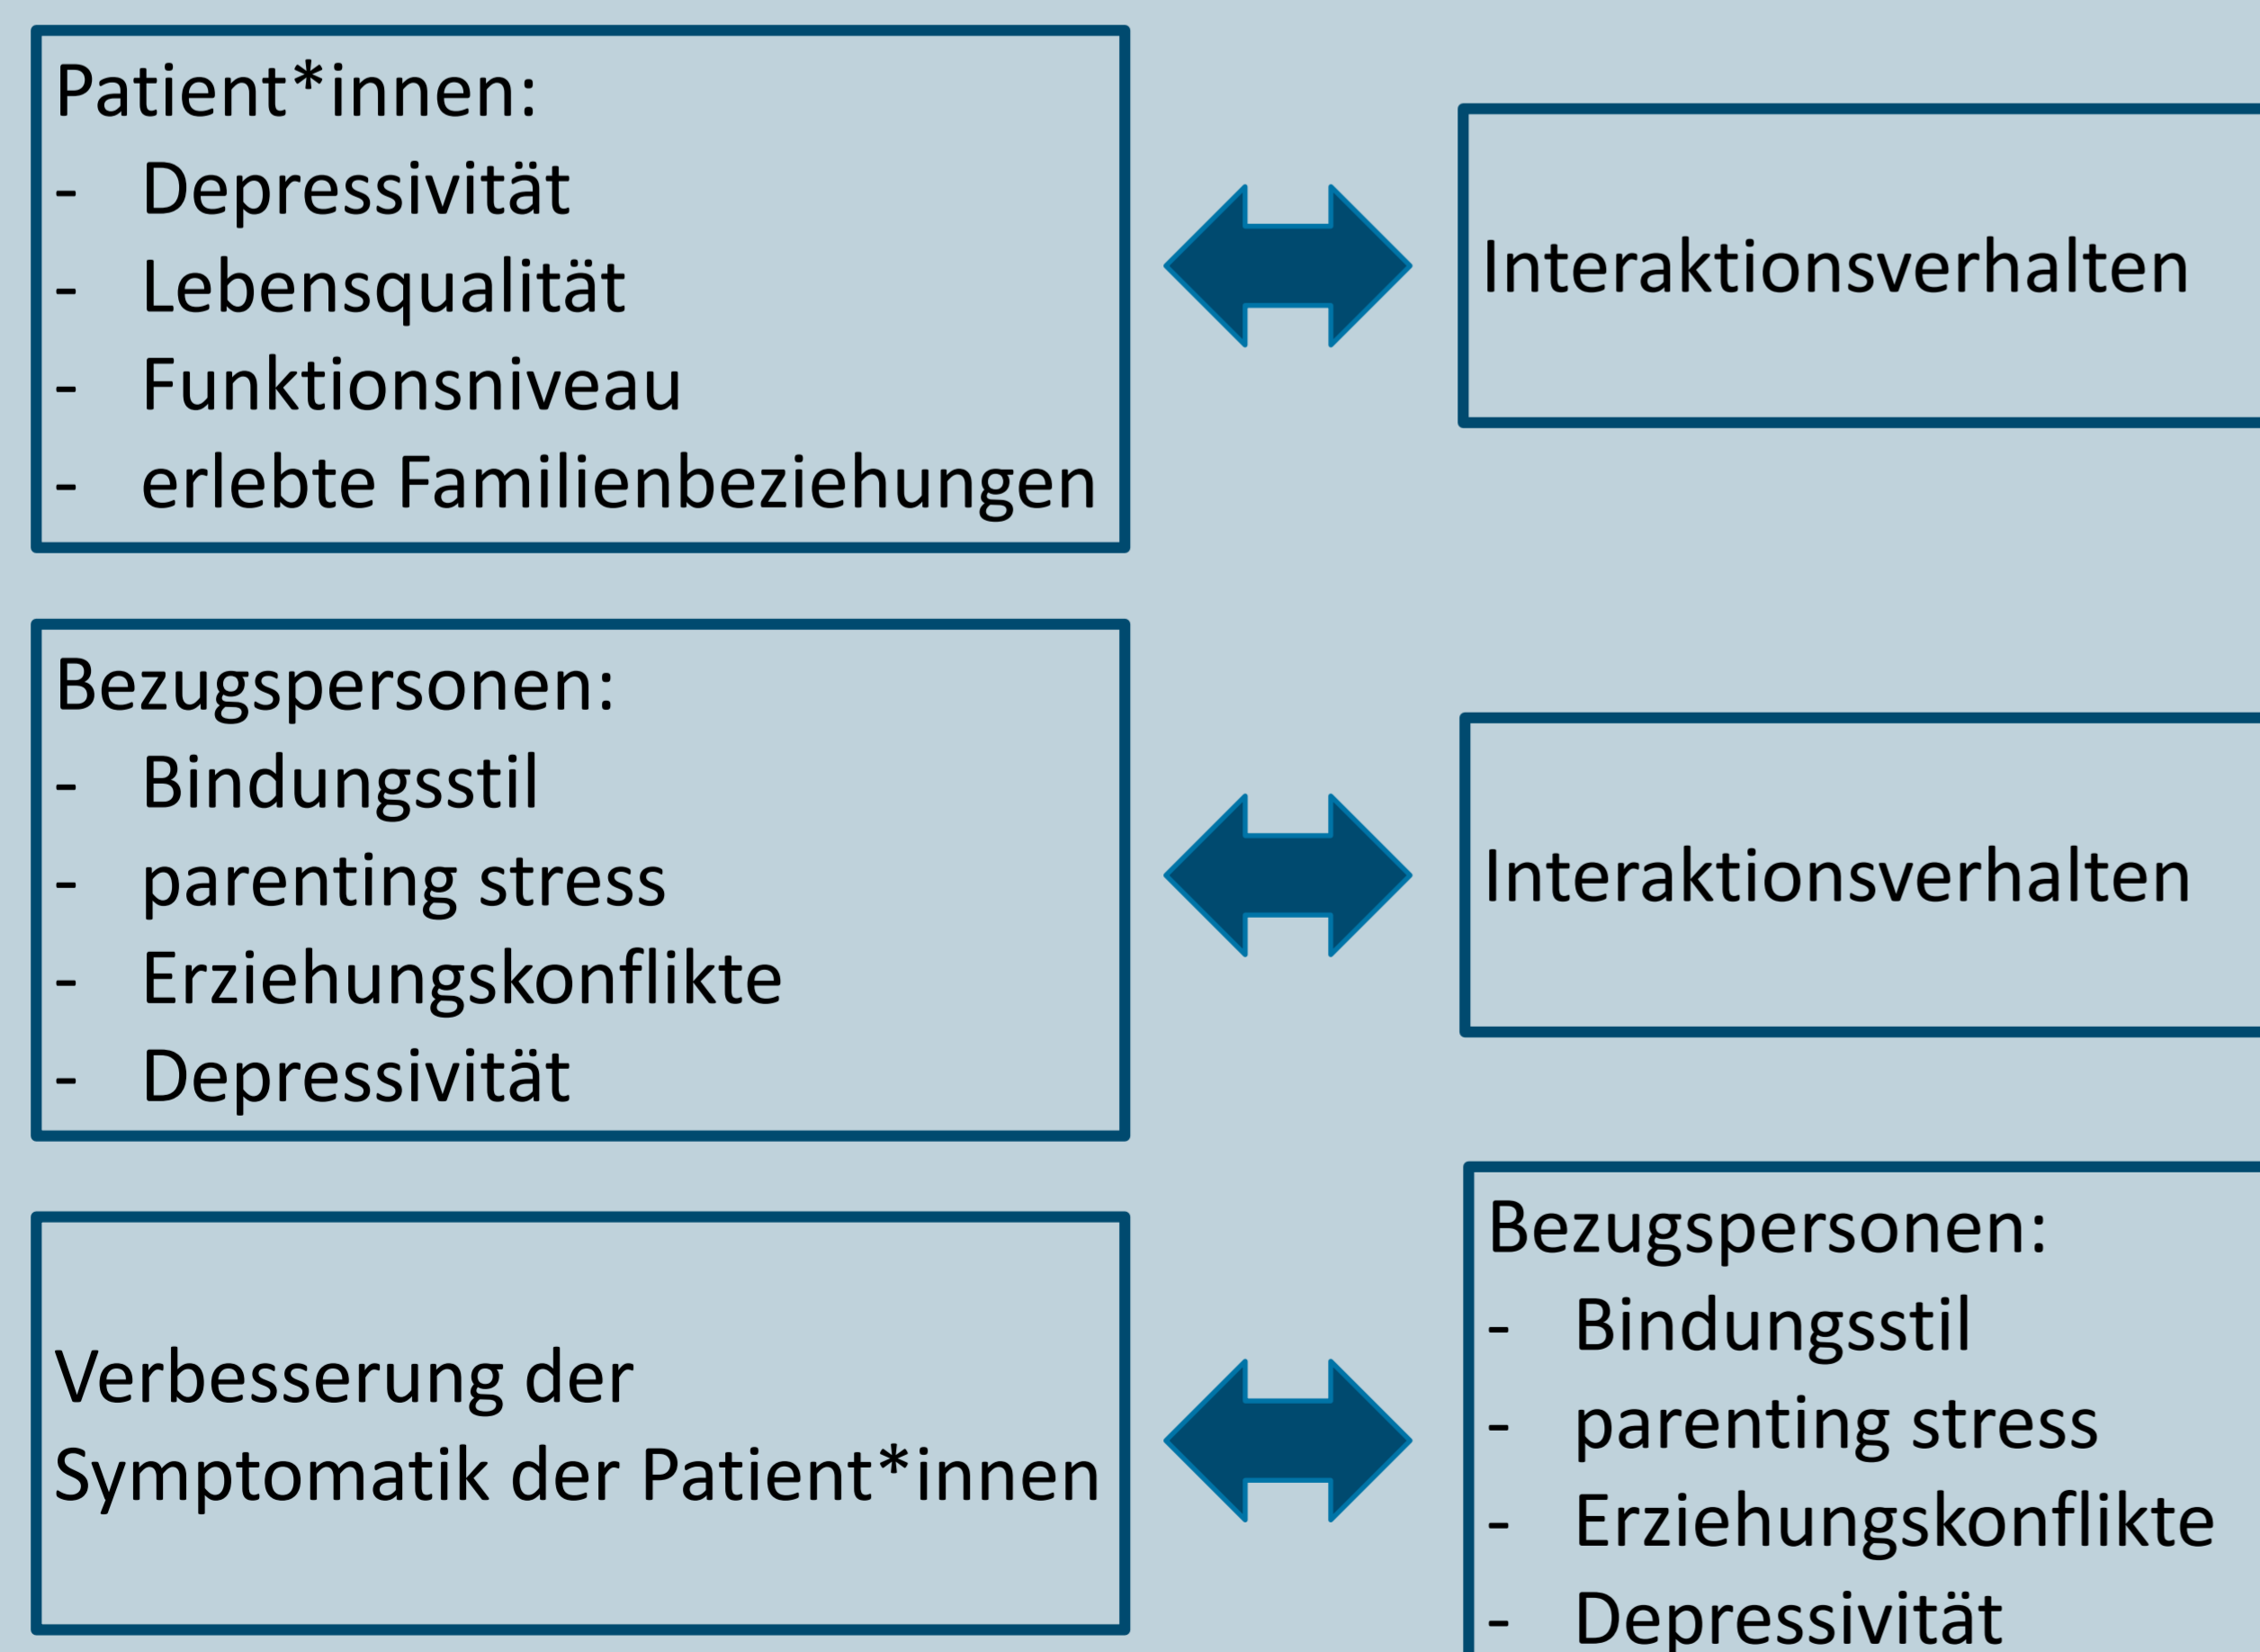 Patient*innen:
- Depressivität
- Lebensqualität
- Funktionsniveau
- erlebte Familienbeziehungen
Interaktionsverhalten
Bezugspersonen:
- Bindungsstil
- parenting stress
- Erziehungskonflikte
- Depressivität
Interaktionsverhalten
Verbesserung der
Symptomatik der Patient*innen
Bezugspersonen:
- Bindungsstil
- parenting stress
- Erziehungskonflikte
- Depressivität